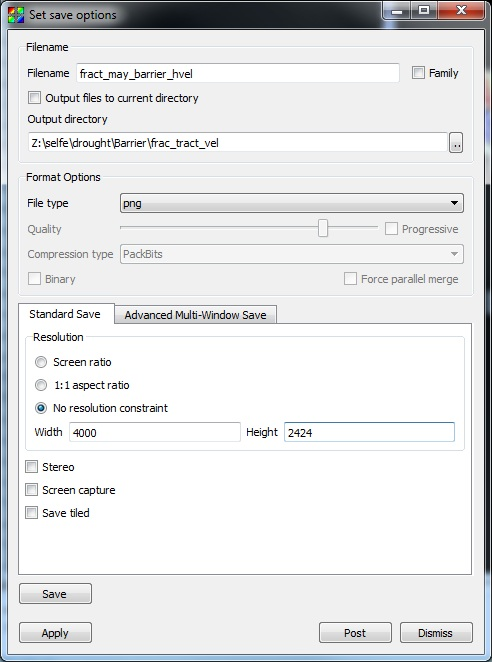 Set save options
Filename
Filename fract_may_barrier_hvel Family
Output files to current directory
Output directory
Z:\selfe\drought\Barrier\frac_tract_vel ..
Format Options
File type png
Quality Progressive
Compression type PackBits
Binary Force parallel merge
Standard Save Advanced Multi-Window Save
Resolution
Screen ratio
1:1 aspect ratio
No resolution constraint
Width 4000 Height 2424
Stereo
Screen capture
Save tiled
Save
Apply Post Dismiss